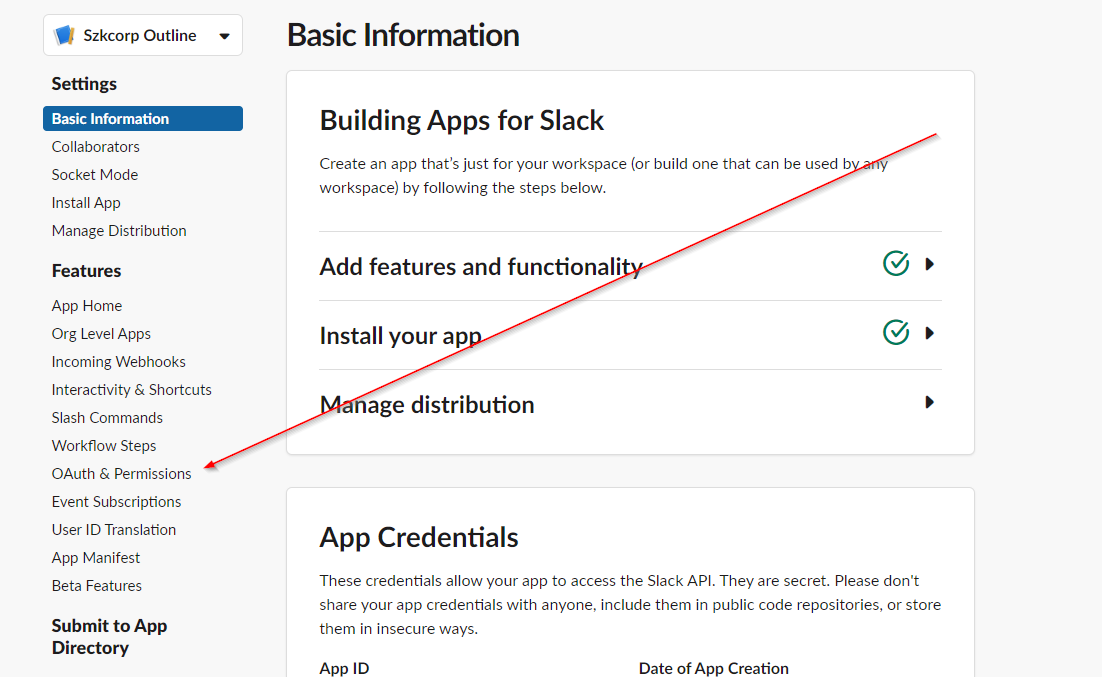 Szkcorp Outline
Settings
Basic Information
Collaborators
Socket Mode
Install App
Manage Distribution
Features
App Home
Org Level Apps
Incoming Webhooks
Interactivity & Shortcuts
Slash Commands
Workflow Steps
OAuth & Permissions
Event Subscriptions
User ID Translation
App Manifest
Beta Features
Submit to App
Directory
Basic Information
Building Apps for Slack
Create an app that’s just for your workspace (or build one that can be used by any
workspace) by following the steps below.
Add features and functionality
Install your app
Manage distribution
App Credentials
These credentials allow your app to access the Slack API. They are secret. Please don't
share your app credentials with anyone, include them in public code repositories, or store
them in insecure ways.
App ID
Date of App Creation